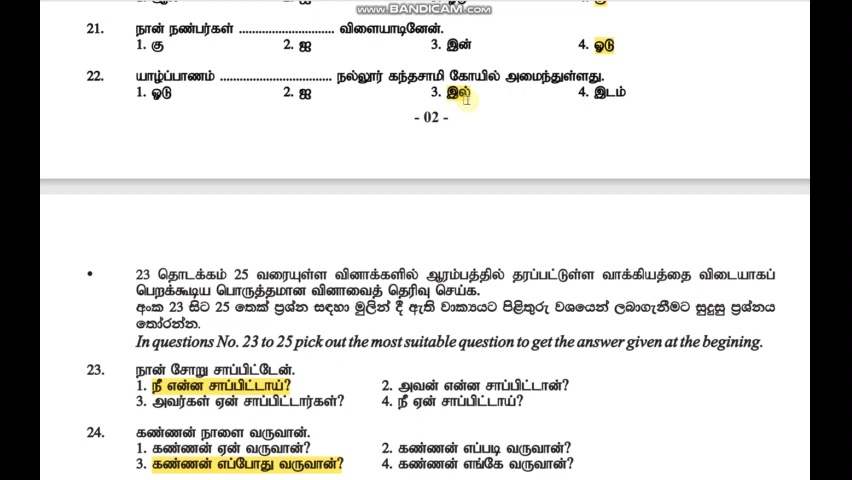 www.BANDICAM.com
21. நான் நண்பர்கள் ............................ விளையாடினேன்.
1. கு 2. ஐ 3. இன் 4. ஓடு
22. யாழ்ப்பாணம் ................................. நல்லூர் கந்தசாமி கோயில் அமைந்துள்ளது.
1. ஓடு 2. ஐ 3. இல் 4. இடம்
- 02 -
• 23 தொடக்கம் 25 வரையுள்ள வினாக்களில் ஆரம்பத்தில் தரப்பட்டுள்ள வாக்கியத்தை விடையாகப்
பெறக்கூடிய பொருத்தமான வினாவைத் தெரிவு செய்க.
අංක 23 සිට 25 තෙක් ප්‍රශ්න සඳහා මුලින් දී ඇති වාක්‍යයට පිළිතුරු වශයෙන් ලබාගැනීමට සුදුසු ප්‍රශ්නය
තෝරන්න.
In questions No. 23 to 25 pick out the most suitable question to get the answer given at the begining.
23. நான் சோறு சாப்பிட்டேன்.
1. நீ என்ன சாப்பிட்டாய்? 2. அவன் என்ன சாப்பிட்டான்?
3. அவர்கள் ஏன் சாப்பிட்டார்கள்? 4. நீ ஏன் சாப்பிட்டாய்?
24. கண்ணன் நாளை வருவான்.
1. கண்ணன் ஏன் வருவான்? 2. கண்ணன் எப்படி வருவான்?
3. கண்ணன் எப்போது வருவான்? 4. கண்ணன் எங்கே வருவான்?